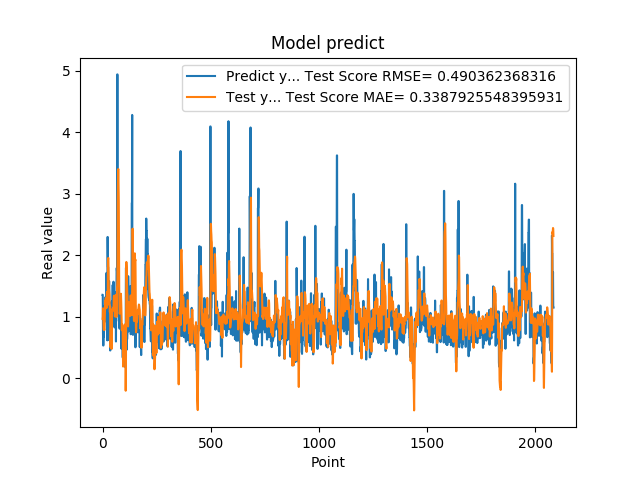 Model predict
Predict y... Test Score RMSE= 0.490362368316
Test y... Test Score MAE= 0.3387925548395931
Real value
5
4
3
2
1
0
0 500 1000 1500 2000
Point